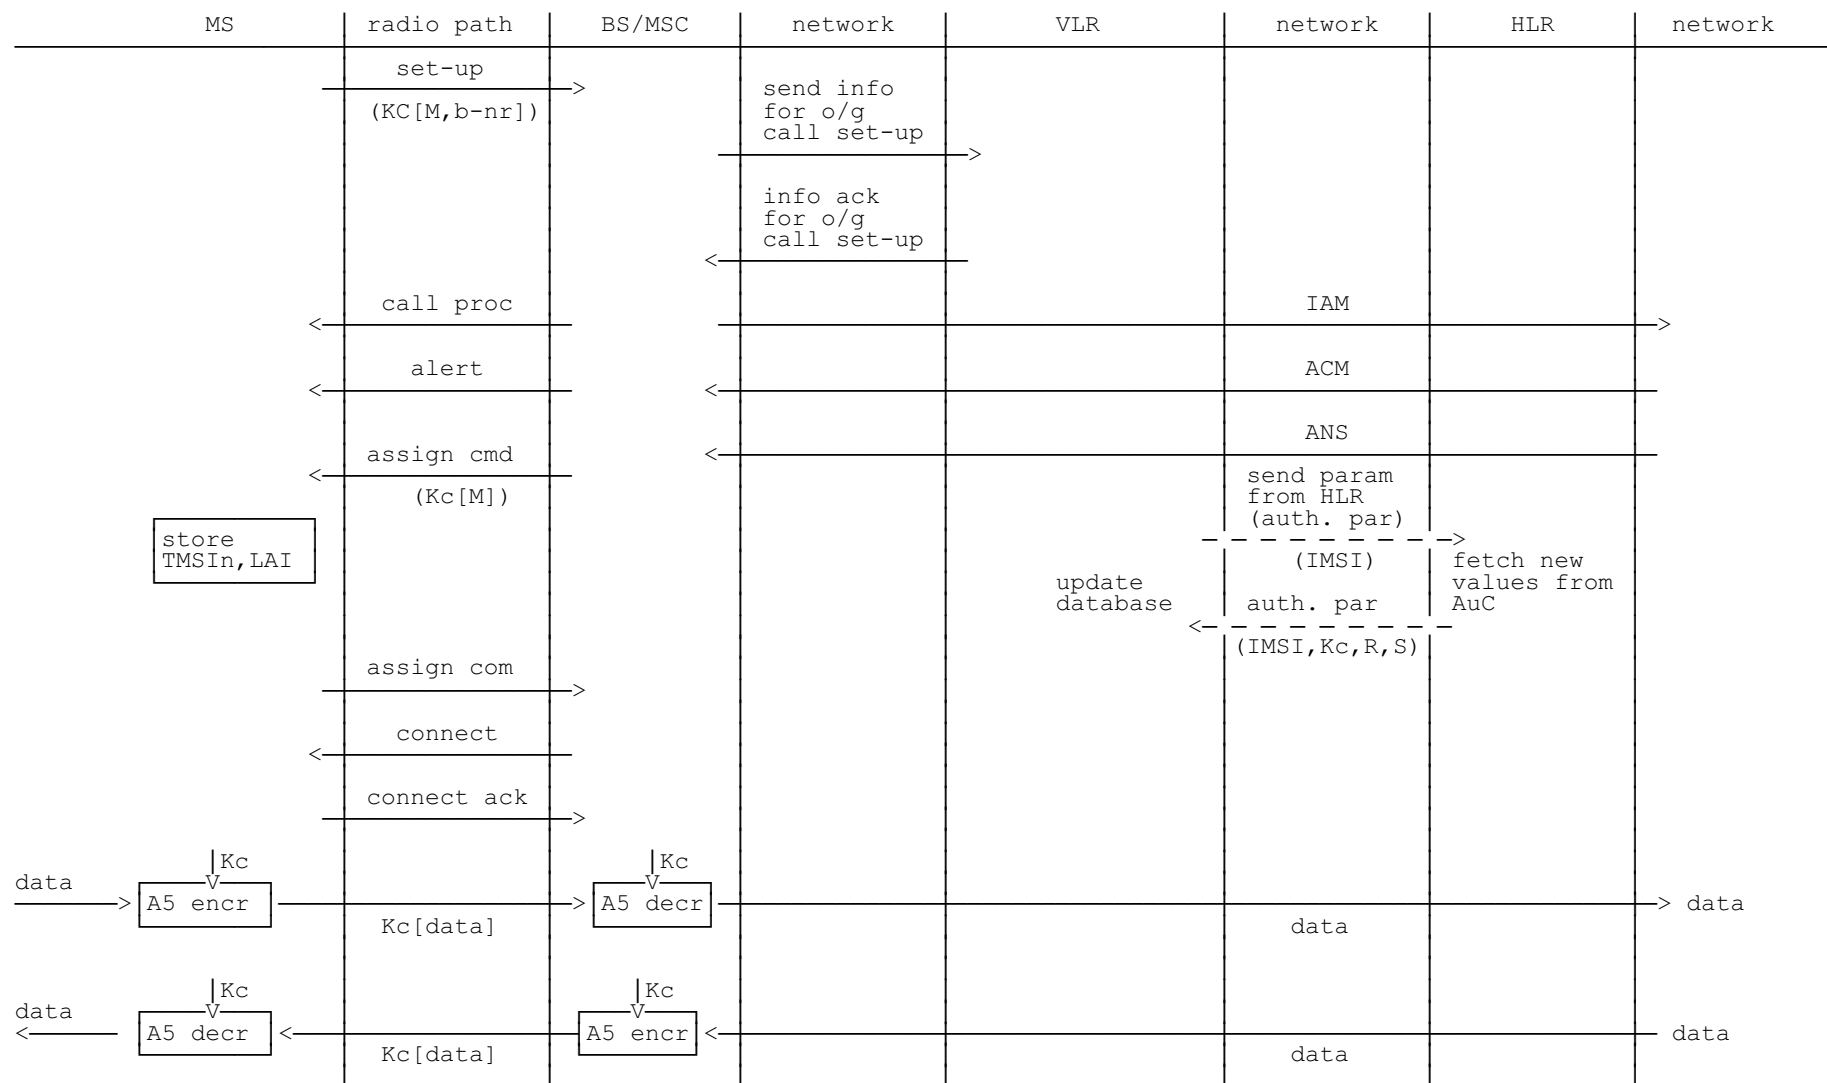 MS radio path BS/MSC network VLR network HLR network
set-up
(KC[M,b-nr])
send info
for o/g
call set-up
info ack
for o/g
call set-up
call proc IAM
alert ACM
ANS
assign cmd
(Kc[M])
send param
from HLR
(auth. par)
(IMSI)
store
TMSIn,LAI
fetch new
values from
AuC
update
database
auth. par
(IMSI,Kc,R,S)
assign com
connect
connect ack
Kc Kc
data A5 encr A5 decr data
Kc[data] data
Kc Kc
data A5 decr A5 encr data
Kc[data] data